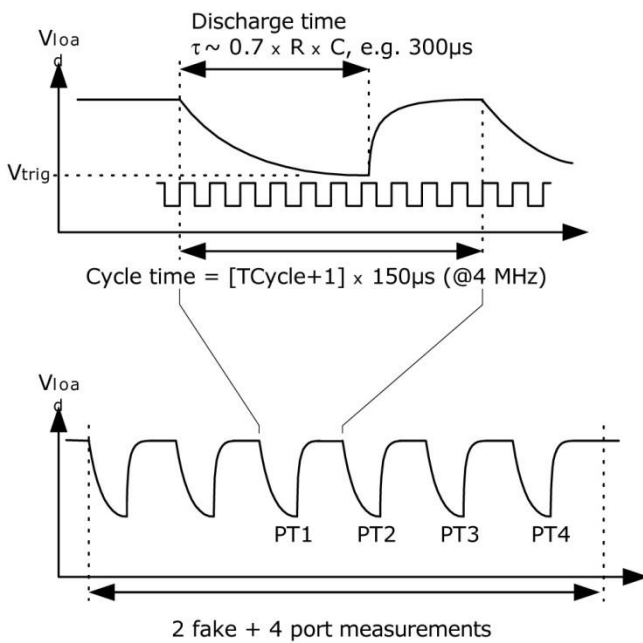 Discharge time
τ ~ 0.7 x R x C, e.g. 300µs
Vloa
d
Vtrig
Cycle time = [TCycle+1] x 150µs (@4 MHz)
Vloa
d
PT1 PT2 PT3 PT4
2 fake + 4 port measurements